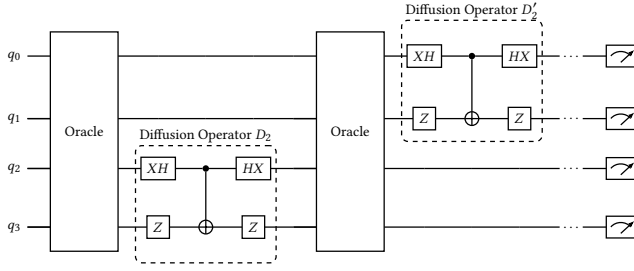 Diffusion Operator D′₂
q₀
XH
HX
...
q₁
Oracle
Oracle
Z
Z
...
Diffusion Operator D₂
q₂
XH
HX
...
q₃
Z
Z
...